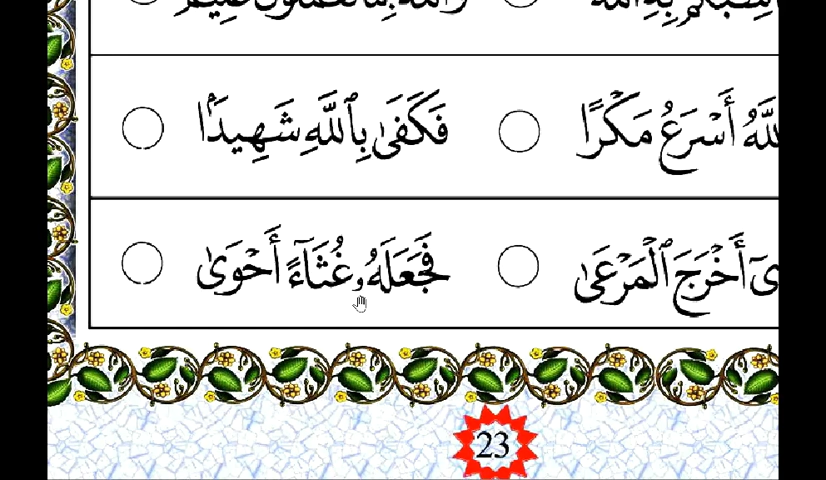 فَكَفَىٰ بِٱللَّهِ شَهِيدًۢا
ٱللَّهُ أَسْرَعُ مَكْرًا
أَخْرَجَ ٱلْمَرْعَىٰ
فَجَعَلَهُۥ غُثَآءً أَحْوَىٰ
23